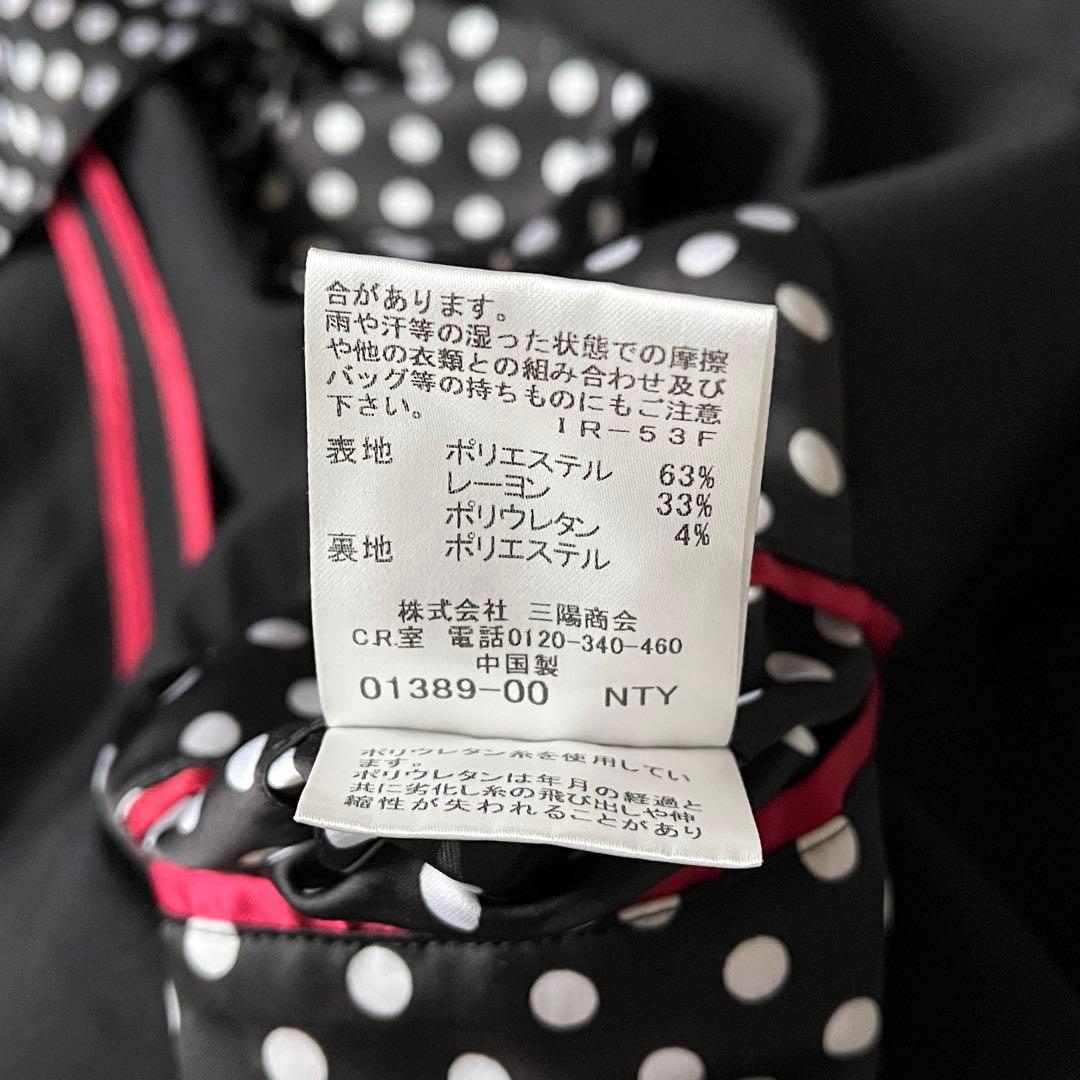 合があります。
雨や汗等の湿った状態での摩擦
や他の衣類との組み合わせ及び
バッグ等の持ちものにもご注意
下さい。
IR-53F
表地 ポリエステル 63%
レーヨン 33%
ポリウレタン 4%
裏地 ポリエステル
株式会社 三陽商会
C.R.室 電話0120-340-460
中国製
01389-00 NTY
ポリウレタン糸を使用してい
ます。
ポリウレタンは年月の経過と
共に劣化し糸の飛び出しや伸
縮性が失われることがあり